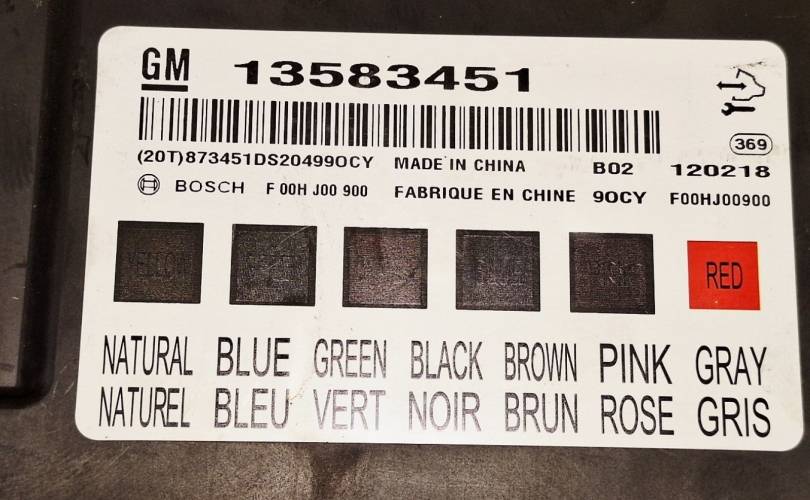 GM 13583451
369
(20T)873451DS20499OCY MADE IN CHINA B02 120218
BOSCH F 00H J00 900 FABRIQUE EN CHINE 90CY F00HJ00900
YELLOW RED
NATURAL BLUE GREEN BLACK BROWN PINK GRAY
NATUREL BLEU VERT NOIR BRUN ROSE GRIS